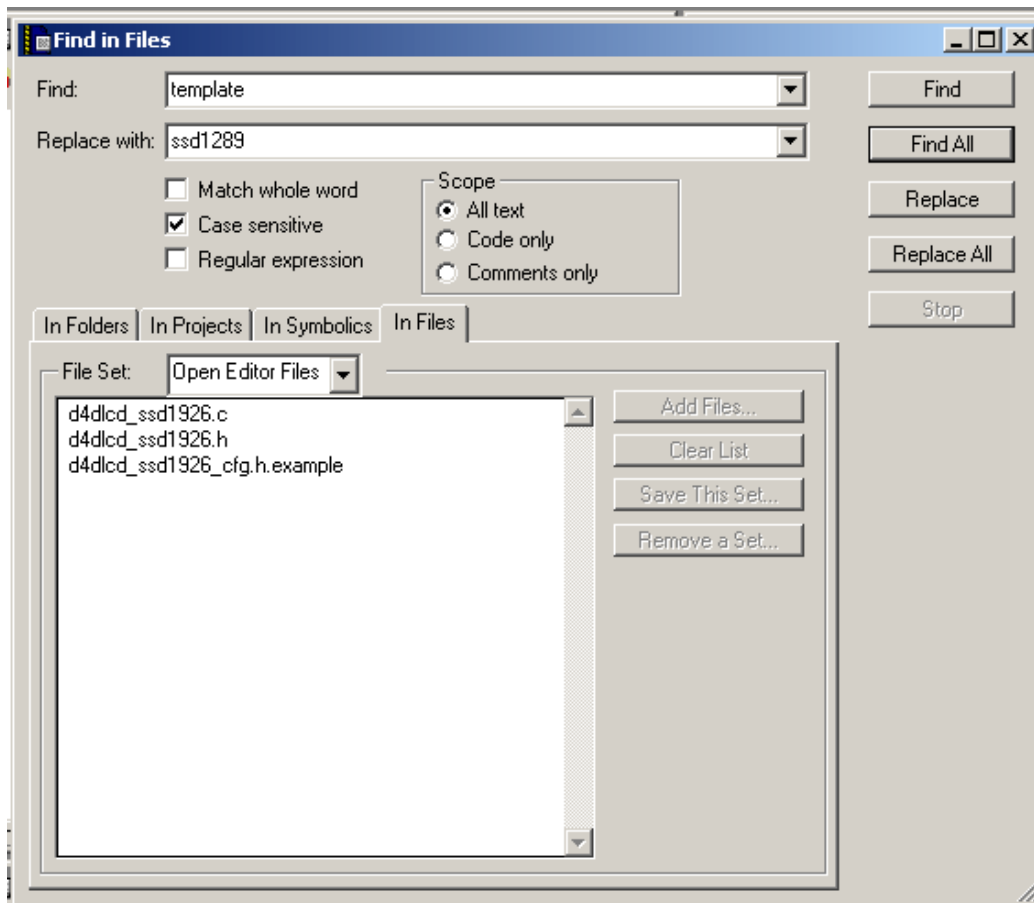 Find in Files
Find: template Find
Replace with: ssd1289 Find All
Match whole word Scope
All text Replace
Case sensitive
Code only
Regular expression Replace All
Comments only
Stop
In Folders In Projects In Symbolics In Files
File Set: Open Editor Files
d4dlcd_ssd1926.c Add Files...
d4dlcd_ssd1926.h
d4dlcd_ssd1926_cfg.h.example Clear List
Save This Set...
Remove a Set...